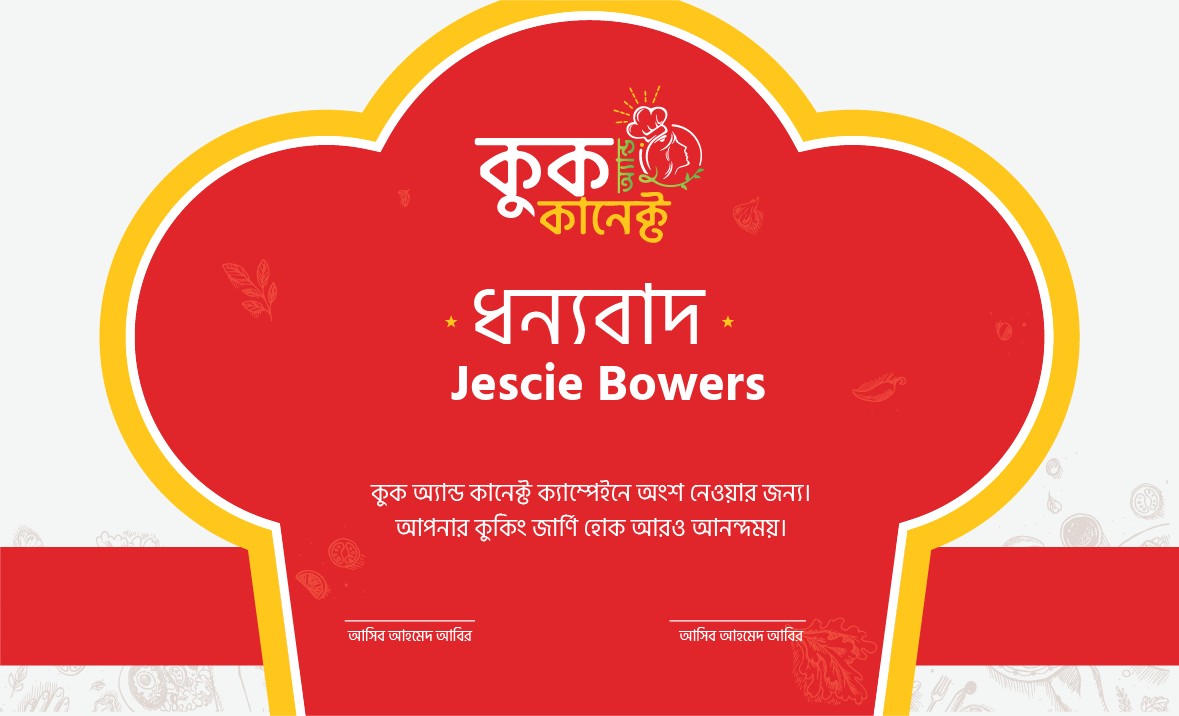 কুক
অ্যান্ড
কানেক্ট
ধন্যবাদ
Jescie Bowers
কুক অ্যান্ড কানেক্ট ক্যাম্পেইনে অংশ নেওয়ার জন্য।
আপনার কুকিং জার্ণি হোক আরও আনন্দময়।
আসিব আহমেদ আবির
আসিব আহমেদ আবির